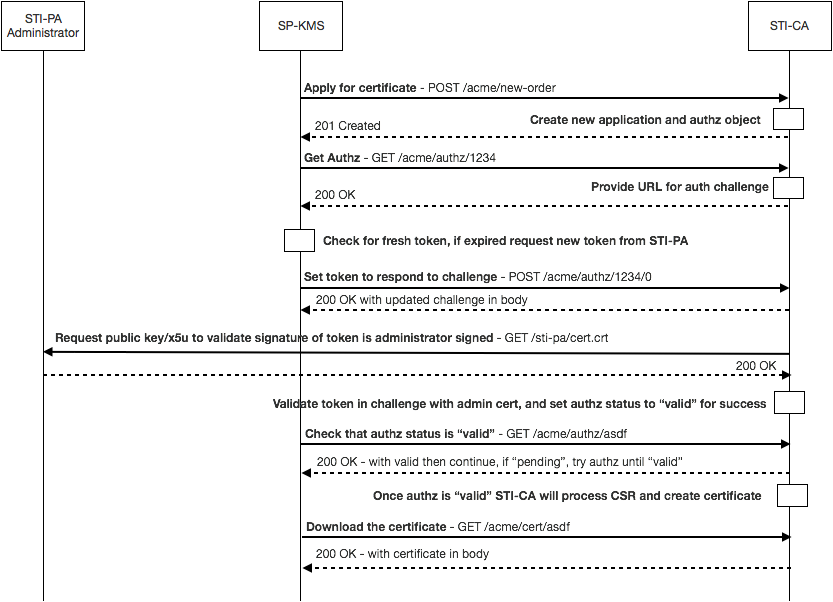 STI-PA
Administrator
SP-KMS
STI-CA
Apply for certificate - POST /acme/new-order
Create new application and authz object
201 Created
Get Authz - GET /acme/authz/1234
Provide URL for auth challenge
200 OK
Check for fresh token, if expired request new token from STI-PA
Set token to respond to challenge - POST /acme/authz/1234/0
200 OK with updated challenge in body
Request public key/x5u to validate signature of token is administrator signed - GET /sti-pa/cert.crt
200 OK
Validate token in challenge with admin cert, and set authz status to “valid” for success
Check that authz status is “valid” - GET /acme/authz/asdf
200 OK - with valid then continue, if “pending”, try authz until “valid”
Once authz is “valid” STI-CA will process CSR and create certificate
Download the certificate - GET /acme/cert/asdf
200 OK - with certificate in body